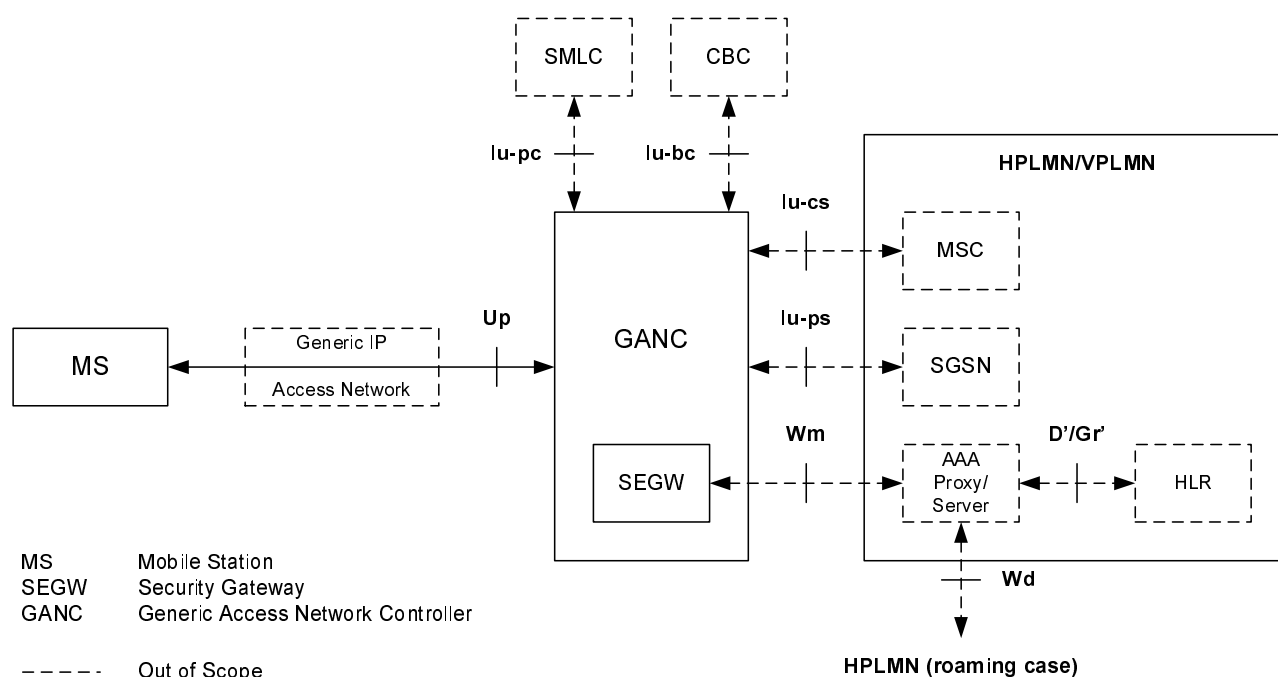 SMLC
CBC
Iu-pc
Iu-bc
HPLMN/VPLMN
Iu-cs
MSC
Up
Iu-ps
Generic IP
Access Network
MS
GANC
SGSN
Wm
D’/Gr’
SEGW
AAA
Proxy/
Server
HLR
MS Mobile Station
SEGW Security Gateway
GANC Generic Access Network Controller
Wd
Out of Scope
HPLMN (roaming case)